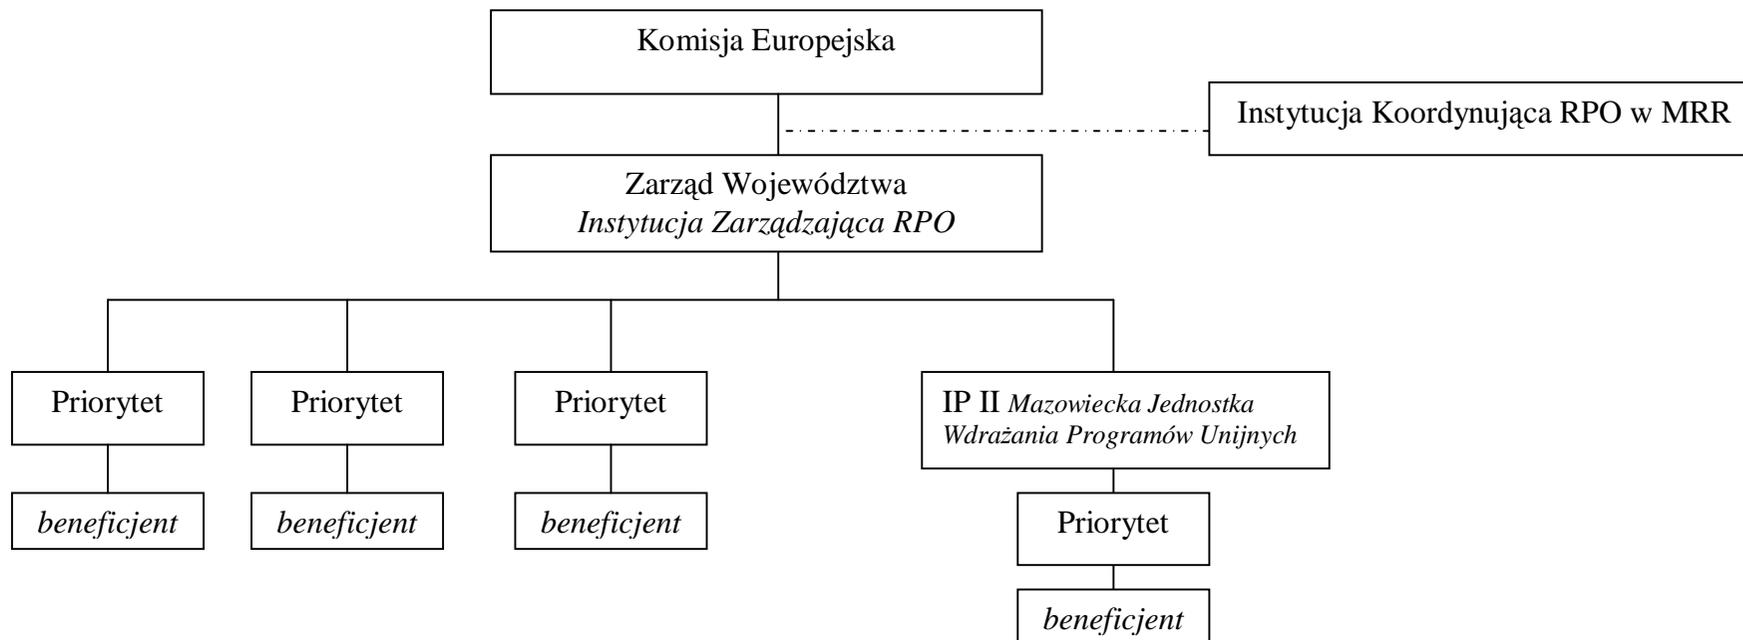 Komisja Europejska
Instytucja Koordynująca RPO w MRR
Zarząd Województwa
Instytucja Zarządzająca RPO
Priorytet
Priorytet
Priorytet
IP II Mazowiecka Jednostka
Wdrażania Programów Unijnych
beneficjent
beneficjent
beneficjent
Priorytet
beneficjent